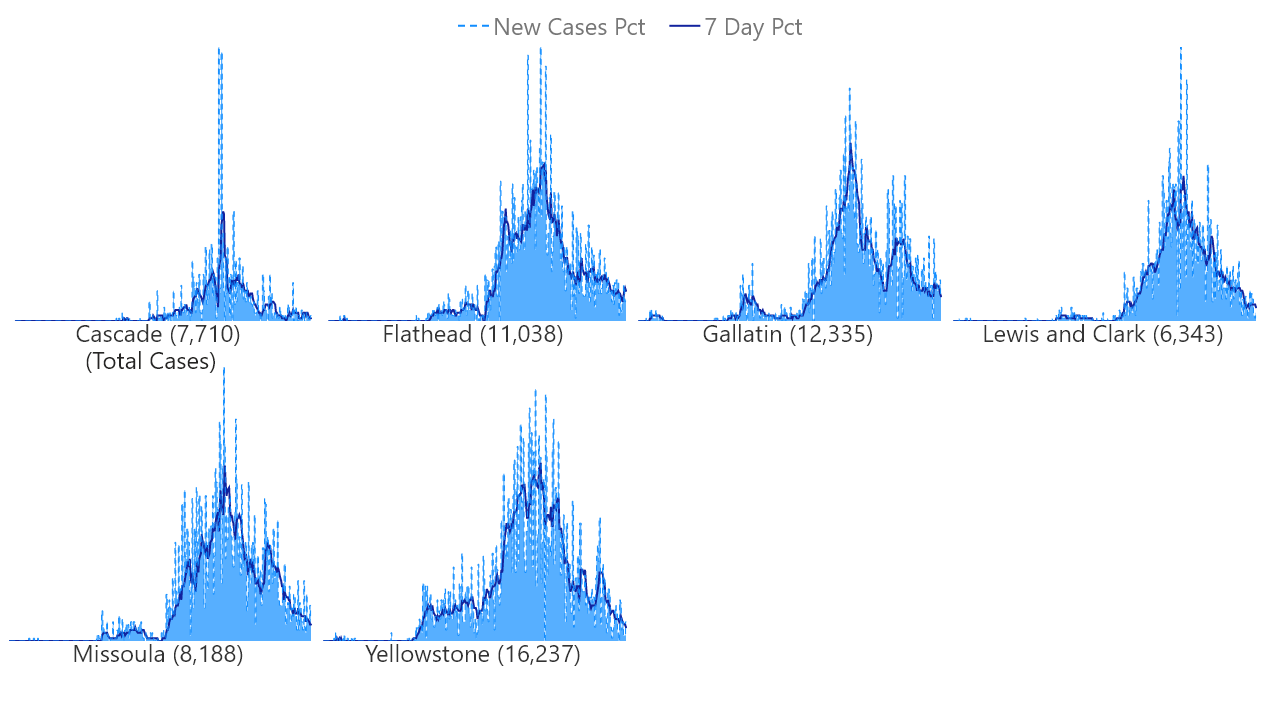 New Cases Pct 7 Day Pct
Cascade (7,710) Flathead (11,038) Gallatin (12,335) Lewis and Clark (6,343)
(Total Cases)
Missoula (8,188) Yellowstone (16,237)